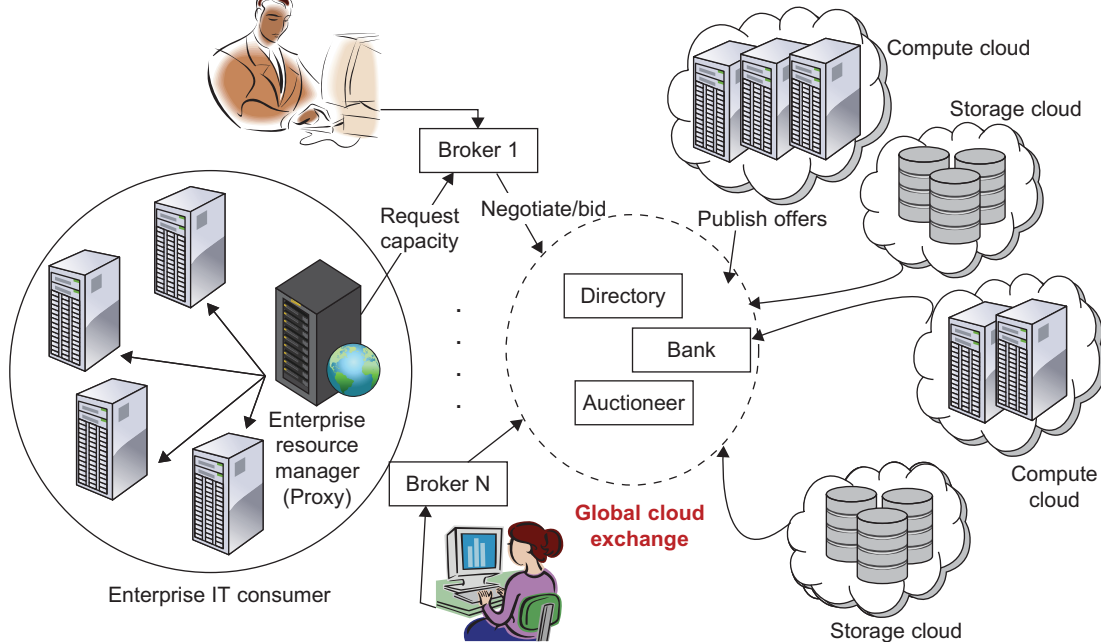 Compute cloud
Storage cloud
Broker 1
Request
capacity
Negotiate/bid
Publish offers
Directory
Bank
Auctioneer
Enterprise
resource
manager
(Proxy)
Broker N
Global cloud
exchange
Compute
cloud
Enterprise IT consumer
Storage cloud